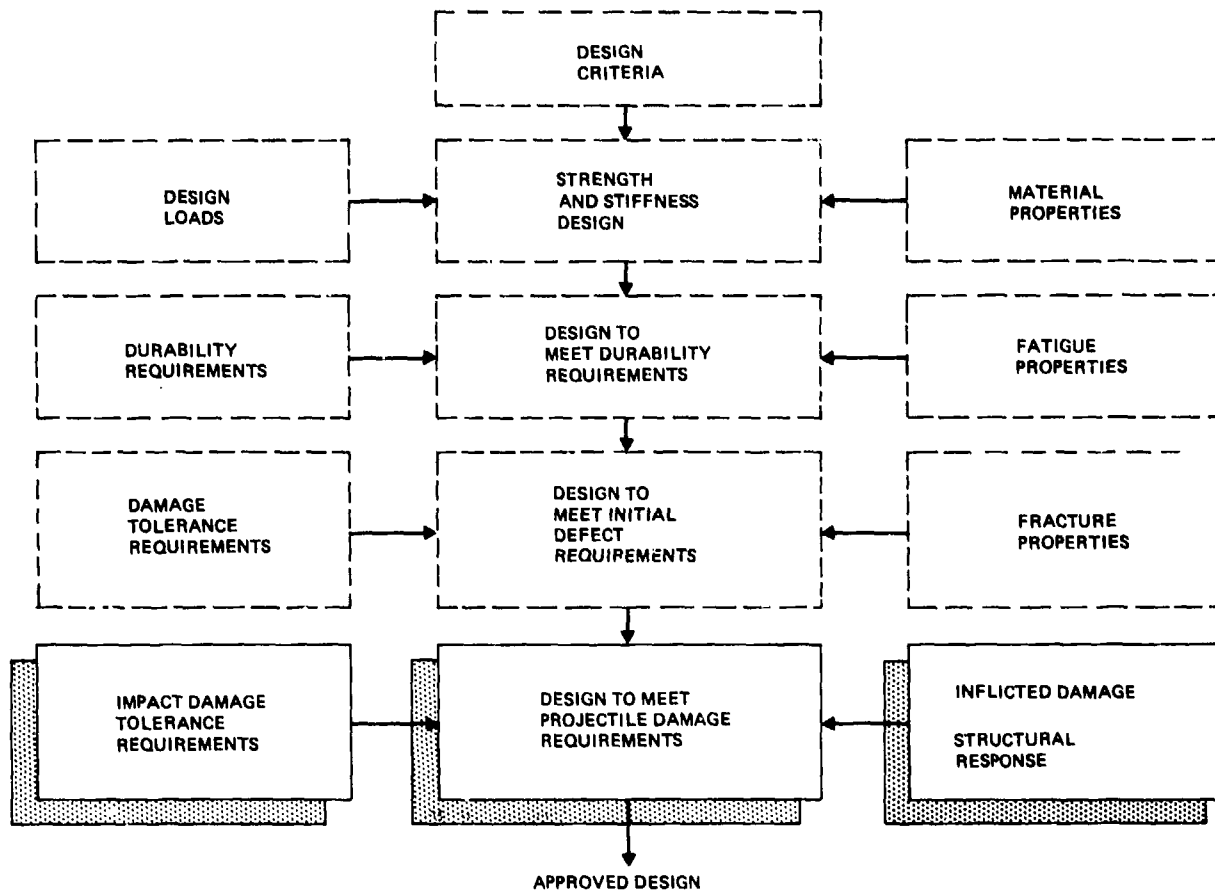 DESIGN
CRITERIA
DESIGN
LOADS
STRENGTH
AND STIFFNESS
DESIGN
MATERIAL
PROPERTIES
DURABILITY
REQUIREMENTS
DESIGN TO
MEET DURABILITY
REQUIREMENTS
FATIGUE
PROPERTIES
DAMAGE
TOLERANCE
REQUIREMENTS
DESIGN TO
MEET INITIAL
DEFECT
REQUIREMENTS
FRACTURE
PROPERTIES
IMPACT DAMAGE
TOLERANCE
REQUIREMENTS
DESIGN TO MEET
PROJECTILE DAMAGE
REQUIREMENTS
INFLICTED DAMAGE
STRUCTURAL
RESPONSE
APPROVED DESIGN